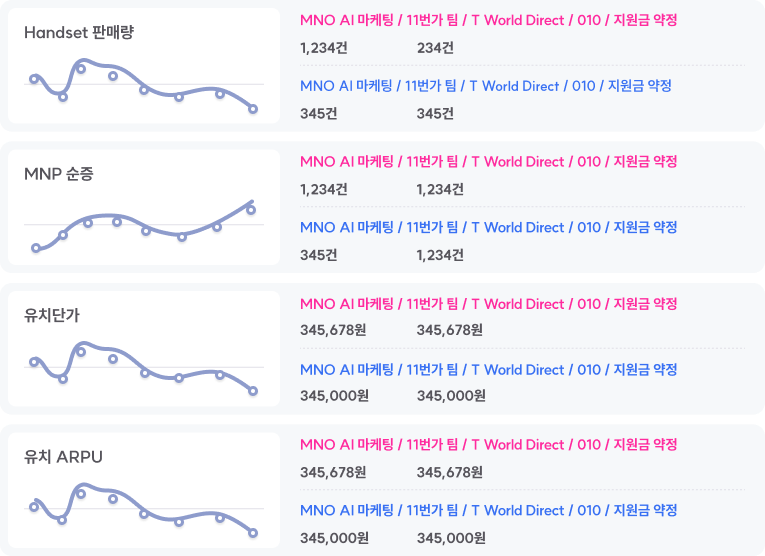 Handset 판매량
MNO AI 마케팅 / 11번가 팀 / T World Direct / 010 / 지원금 약정
1,234건 234건
MNO AI 마케팅 / 11번가 팀 / T World Direct / 010 / 지원금 약정
345건 345건
MNP 순증
MNO AI 마케팅 / 11번가 팀 / T World Direct / 010 / 지원금 약정
1,234건 1,234건
MNO AI 마케팅 / 11번가 팀 / T World Direct / 010 / 지원금 약정
345건 1,234건
유치단가
MNO AI 마케팅 / 11번가 팀 / T World Direct / 010 / 지원금 약정
345,678원 345,678원
MNO AI 마케팅 / 11번가 팀 / T World Direct / 010 / 지원금 약정
345,000원 345,000원
유치 ARPU
MNO AI 마케팅 / 11번가 팀 / T World Direct / 010 / 지원금 약정
345,678원 345,678원
MNO AI 마케팅 / 11번가 팀 / T World Direct / 010 / 지원금 약정
345,000원 345,000원